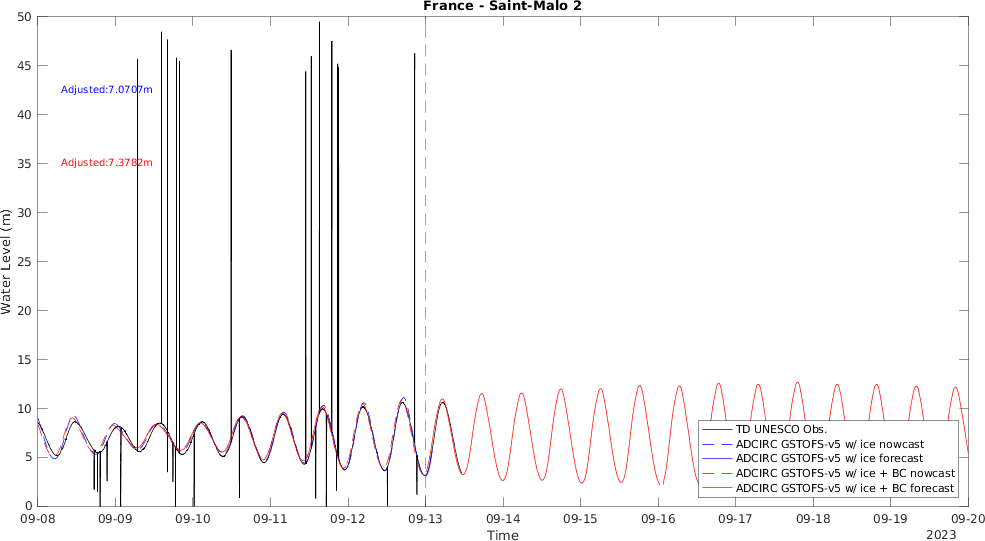 France - Saint-Malo 2
50
45
40
35
30
25
20
15
10
5
0
Water Level (m)
Adjusted:7.0707m
Adjusted:7.3782m
TD UNESCO Obs.
ADCIRC GSTOFS-v5 w/ ice nowcast
ADCIRC GSTOFS-v5 w/ ice forecast
ADCIRC GSTOFS-v5 w/ ice + BC nowcast
ADCIRC GSTOFS-v5 w/ ice + BC forecast
09-08 09-09 09-10 09-11 09-12 09-13 09-14 09-15 09-16 09-17 09-18 09-19 09-20
Time
2023